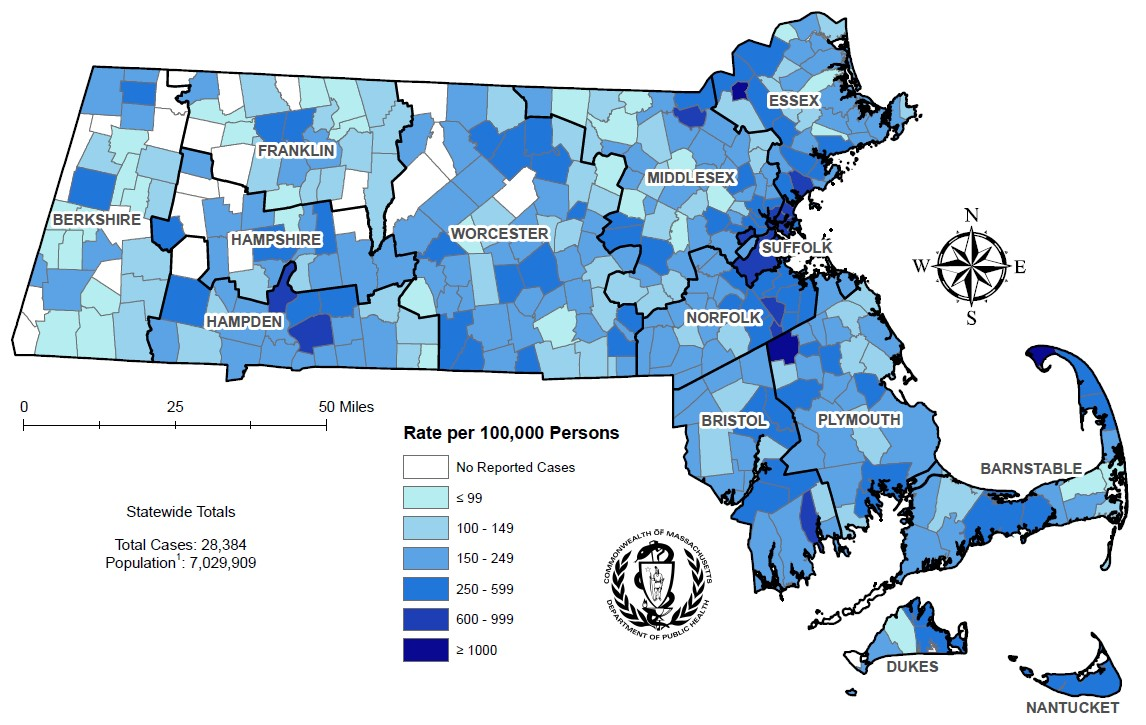 ESSEX
FRANKLIN
MIDDLESEX
BERKSHIRE
HAMPSHIRE
WORCESTER
SUFFOLK
N
W
E
S
HAMPDEN
NORFOLK
0 25 50 Miles
BRISTOL
PLYMOUTH
BARNSTABLE
Rate per 100,000 Persons
No Reported Cases
≤ 99
100 - 149
150 - 249
250 - 599
600 - 999
≥ 1000
Statewide Totals
Total Cases: 28,384
Population1: 7,029,909
COMMONWEALTH OF MASSACHUSETTS
DEPARTMENT OF PUBLIC HEALTH
DUKES
NANTUCKET